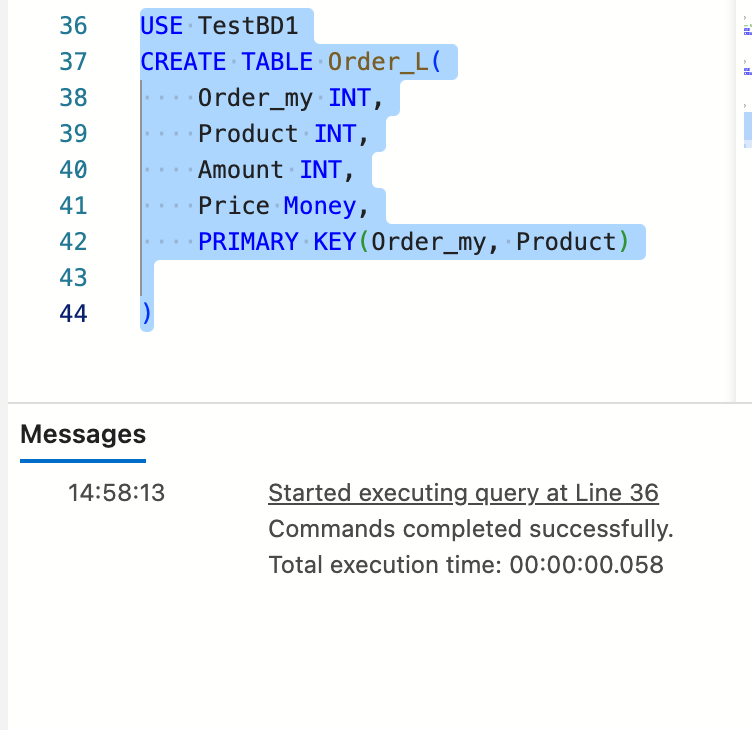 36 USE TestBD1
37 CREATE TABLE Order_L(
38 Order_my INT,
39 Product INT,
40 Amount INT,
41 Price Money,
42 PRIMARY KEY(Order_my, Product)
43
44 )
Messages
14:58:13 Started executing query at Line 36
Commands completed successfully.
Total execution time: 00:00:00.058